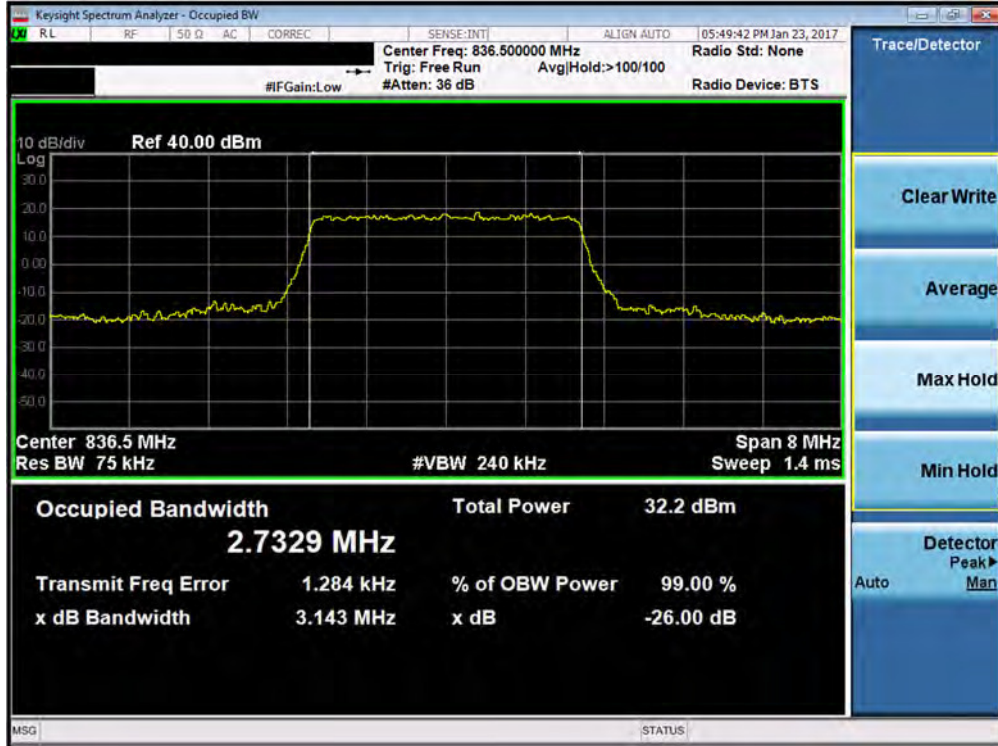 Keysight Spectrum Analyzer - Occupied BW
LXI RL RF 50 Ω AC CORREC SENSE:INT ALIGN AUTO 05:49:42 PM Jan 23, 2017
Center Freq: 836.500000 MHz Radio Std: None
Trig: Free Run Avg|Hold:>100/100
#IFGain:Low #Atten: 36 dB Radio Device: BTS
10 dB/div Ref 40.00 dBm
Log
30.0
20.0
10.0
0.00
-10.0
-20.0
-30.0
-40.0
-50.0
Center 836.5 MHz Span 8 MHz
Res BW 75 kHz #VBW 240 kHz Sweep 1.4 ms
Occupied Bandwidth Total Power 32.2 dBm
2.7329 MHz
Transmit Freq Error 1.284 kHz % of OBW Power 99.00 %
x dB Bandwidth 3.143 MHz x dB -26.00 dB
MSG STATUS
Trace/Detector
Clear Write
Average
Max Hold
Min Hold
Detector
Peak▶
Auto Man